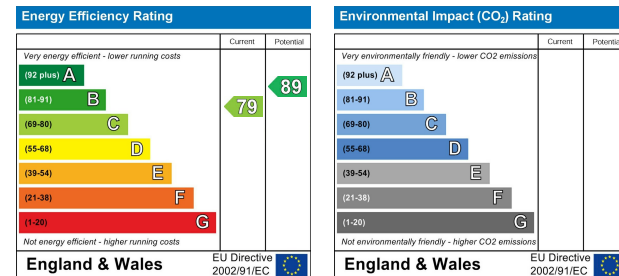 Energy Efficiency Rating
Current Potential
Very energy efficient - lower running costs
(92 plus) A
(81-91) B
(69-80) C
(55-68) D
(39-54) E
(21-38) F
(1-20) G
79
89
Not energy efficient - higher running costs
England & Wales
EU Directive
2002/91/EC
Environmental Impact (CO₂) Rating
Current Potentia
Very environmentally friendly - lower CO2 emissions
(92 plus) A
(81-91) B
(69-80) C
(55-68) D
(39-54) E
(21-38) F
(1-20) G
Not environmentally friendly - higher CO2 emissions
England & Wales
EU Directive
2002/91/EC